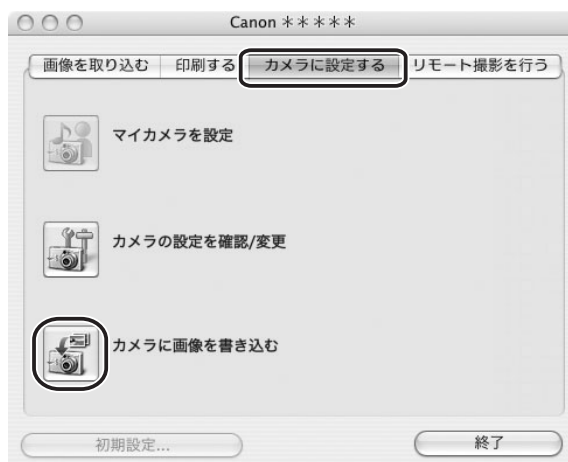 Canon ＊＊＊＊＊
画像を取り込む 印刷する カメラに設定する リモート撮影を行う
マイカメラを設定
カメラの設定を確認/変更
カメラに画像を書き込む
初期設定... 終了